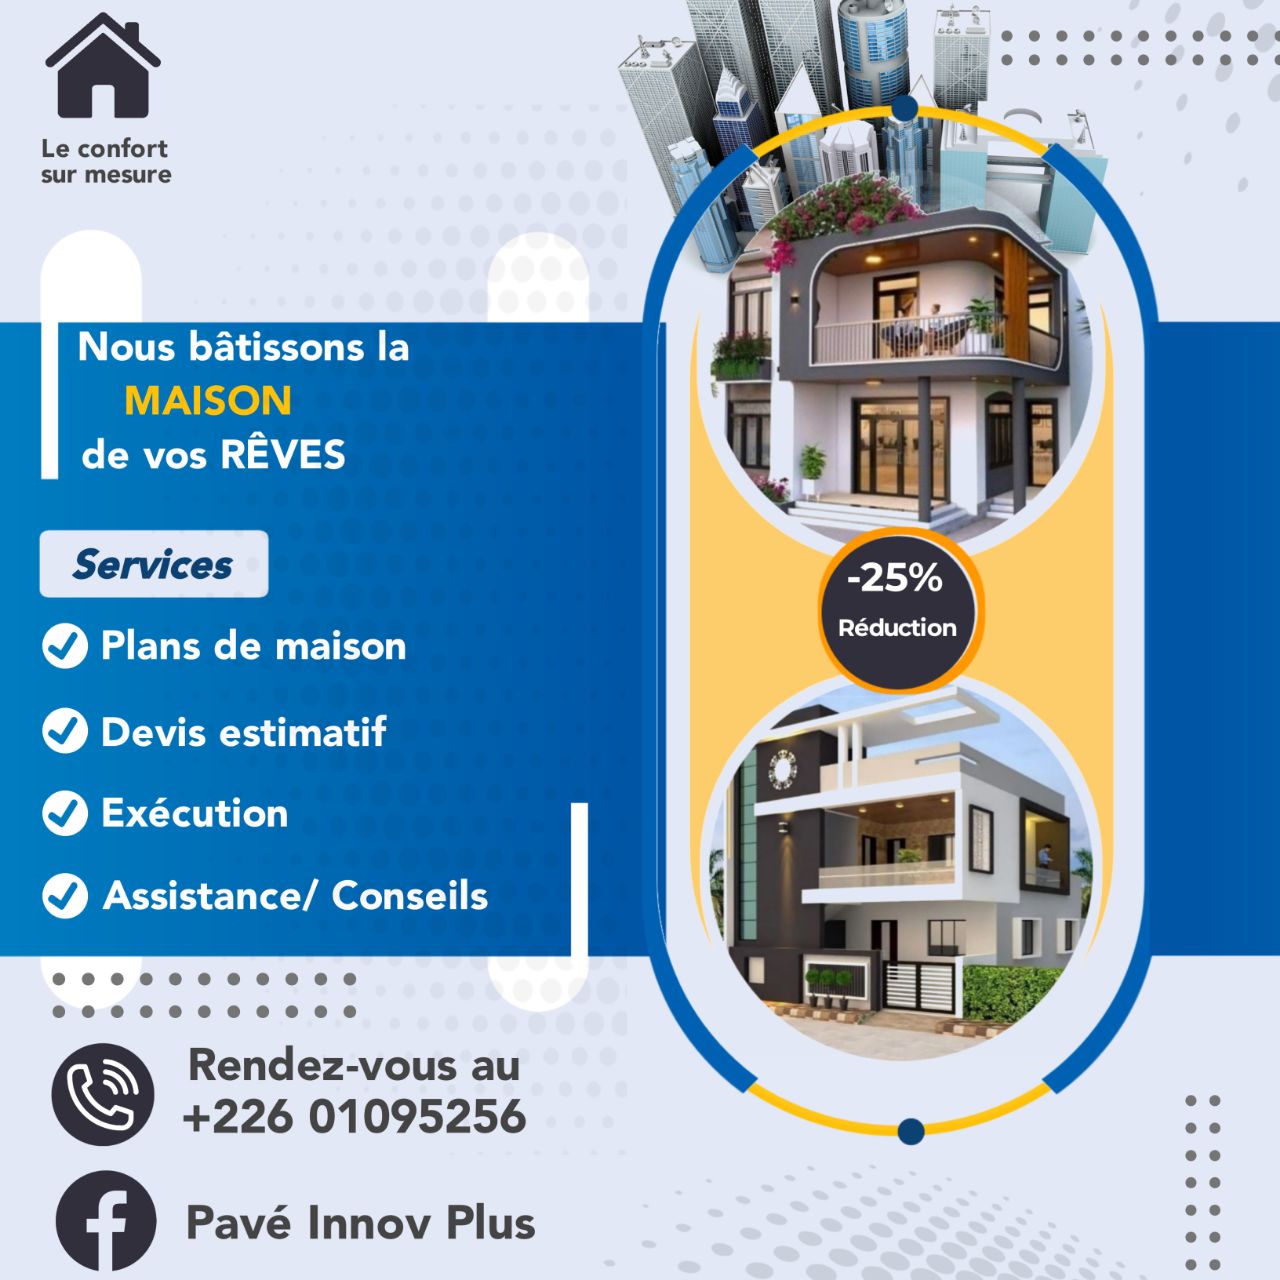 Le confort
sur mesure
Nous bâtissons la
MAISON
de vos RÊVES
Services
Plans de maison
Devis estimatif
Exécution
Assistance/ Conseils
-25%
Réduction
Rendez-vous au
+226 01095256
Pavé Innov Plus